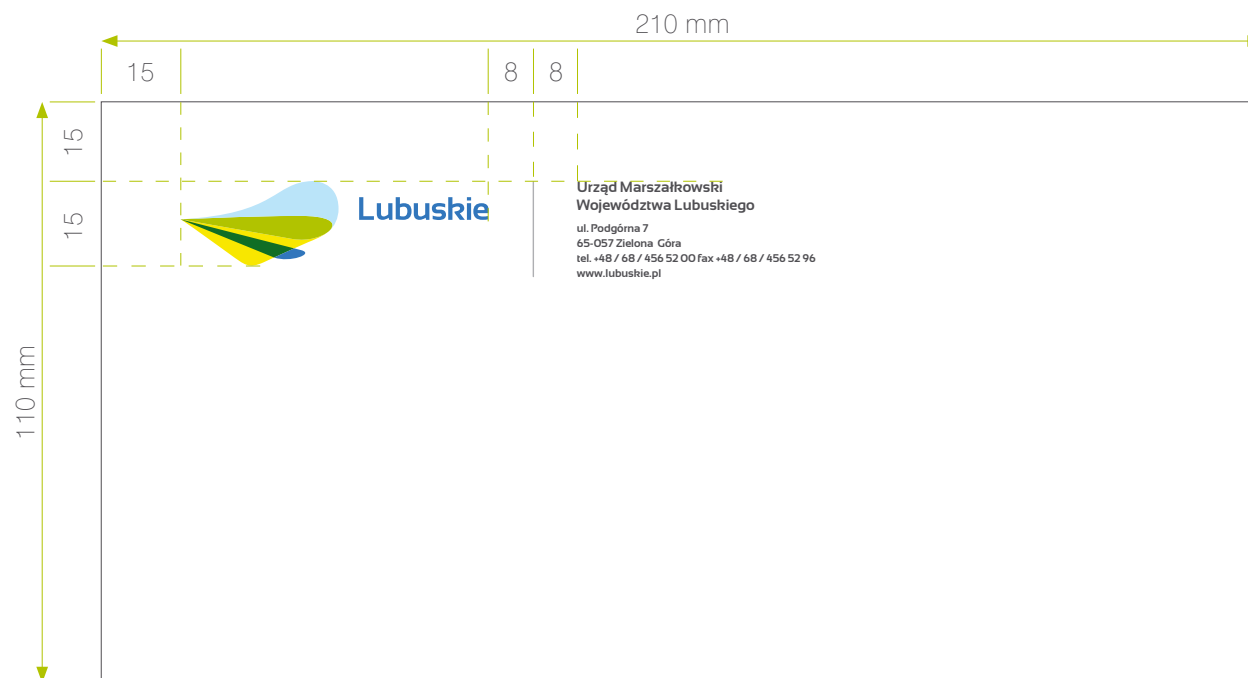 210 mm
15
8
8
15
15
110 mm
Lubuskie
Urząd Marszałkowski
Województwa Lubuskiego
ul. Podgórna 7
65-057 Zielona Góra
tel. +48 / 68 / 456 52 00 fax +48 / 68 / 456 52 96
www.lubuskie.pl